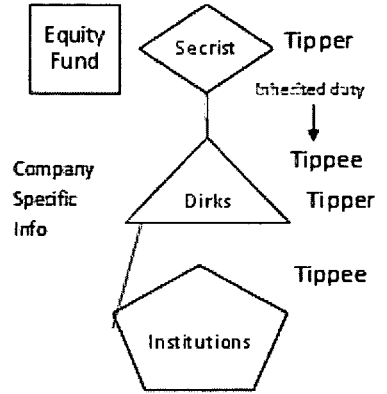 Equity
Fund
Secrist
Tipper
Inherited duty
Tippee
Company
Specific
Info
Dirks
Tipper
Tippee
Institutions